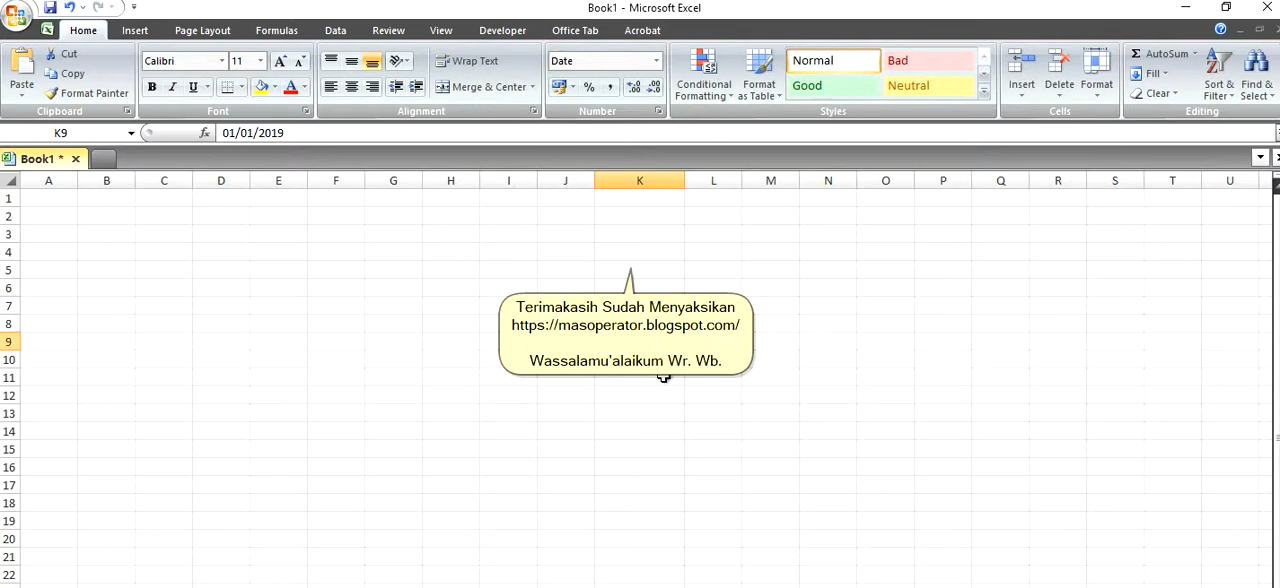 Book1 - Microsoft Excel
Home Insert Page Layout Formulas Data Review View Developer Office Tab Acrobat
Paste
Cut
Copy
Format Painter
Clipboard
Calibri 11
B I U
Font
Wrap Text
Merge & Center
Alignment
Date
%
Number
Conditional Formatting
Format as Table
Normal Bad
Good Neutral
Styles
Insert Delete Format
Cells
Σ AutoSum
Fill
Clear
Sort & Filter
Find & Select
Editing
K9 fx 01/01/2019
Book1 *
A B C D E F G H I J K L M N O P Q R S T U
1
2
3
4
5
6
7
8
9
10
11
12
13
14
15
16
17
18
19
20
21
22
Terimakasih Sudah Menyaksikan
https://masoperator.blogspot.com/
Wassalamu'alaikum Wr. Wb.